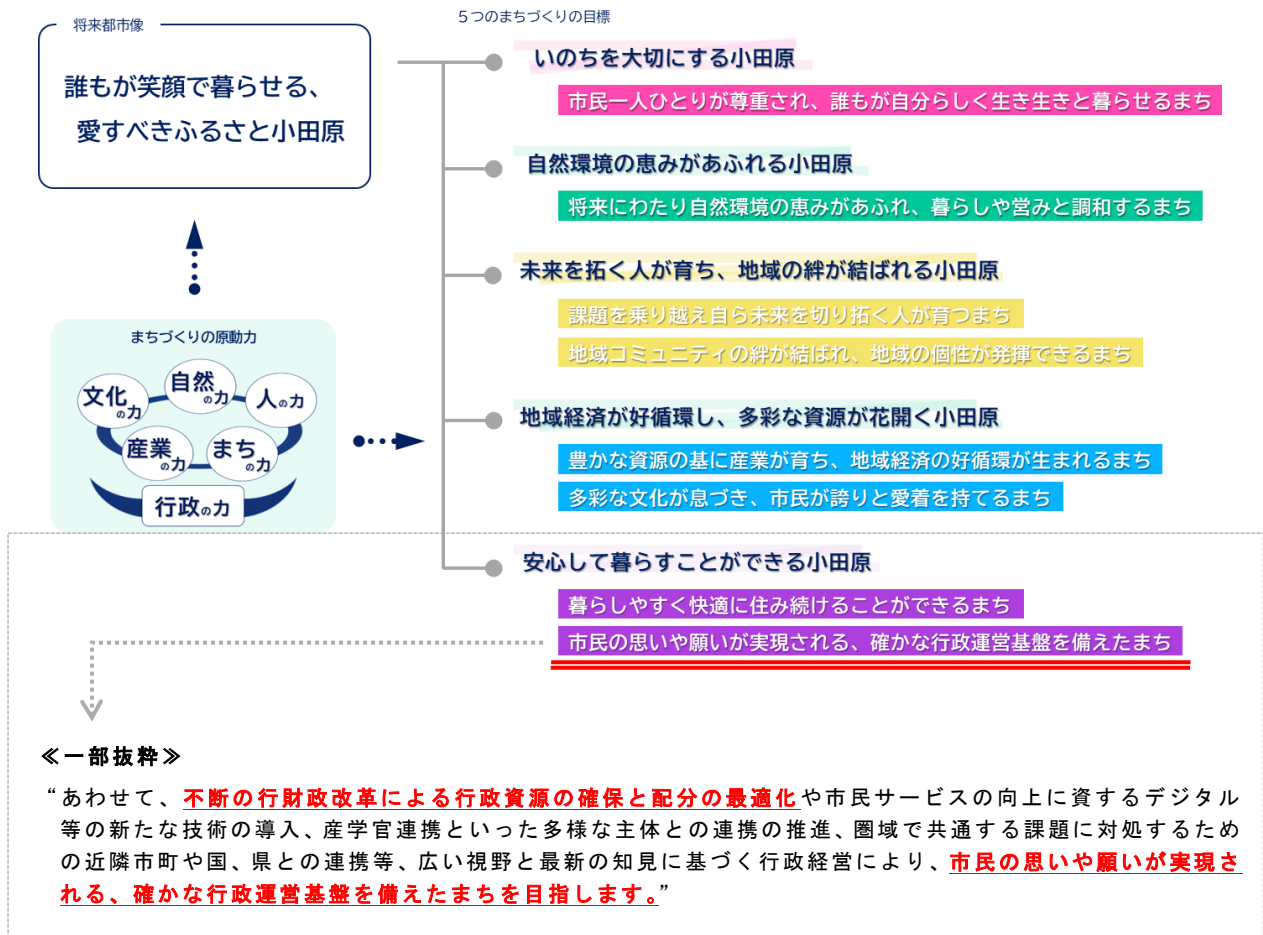 将来都市像
誰もが笑顔で暮らせる、
愛すべきふるさと小田原
まちづくりの原動力
文化の力
自然の力
人の力
産業の力
まちの力
行政の力
５つのまちづくりの目標
いのちを大切にする小田原
市民一人ひとりが尊重され、誰もが自分らしく生き生きと暮らせるまち
自然環境の恵みがあふれる小田原
将来にわたり自然環境の恵みがあふれ、暮らしや営みと調和するまち
未来を拓く人が育ち、地域の絆が結ばれる小田原
課題を乗り越え自ら未来を切り拓く人が育つまち
地域コミュニティの絆が結ばれ、地域の個性が発揮できるまち
地域経済が好循環し、多彩な資源が花開く小田原
豊かな資源の基に産業が育ち、地域経済の好循環が生まれるまち
多彩な文化が息づき、市民が誇りと愛着を持てるまち
安心して暮らすことができる小田原
暮らしやすく快適に住み続けることができるまち
市民の思いや願いが実現される、確かな行政運営基盤を備えたまち
≪一部抜粋≫
“あわせて、不断の行財政改革による行政資源の確保と配分の最適化や市民サービスの向上に資するデジタル
等の新たな技術の導入、産学官連携といった多様な主体との連携の推進、圏域で共通する課題に対処するため
の近隣市町や国、県との連携等、広い視野と最新の知見に基づく行政経営により、市民の思いや願いが実現さ
れる、確かな行政運営基盤を備えたまちを目指します。”